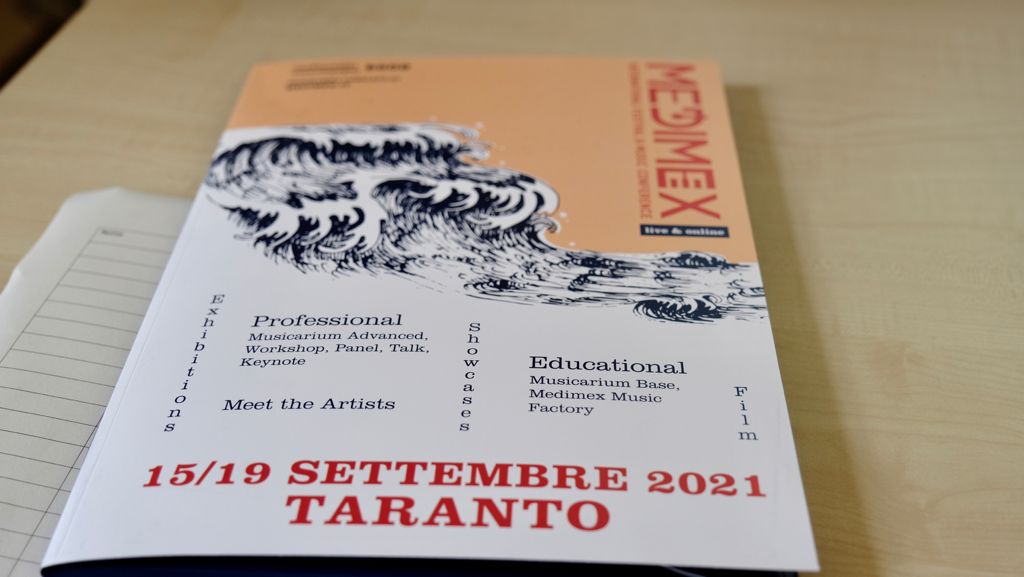 MEDIMEX
INTERNATIONAL FESTIVAL & MUSIC CONFERENCE
live & online
Exhibitions
Professional
Musicarium Advanced,
Workshop, Panel, Talk,
Keynote
Meet the Artists
Showcases
Educational
Musicarium Base,
Medimex Music
Factory
Film
15/19 SETTEMBRE 2021
TARANTO